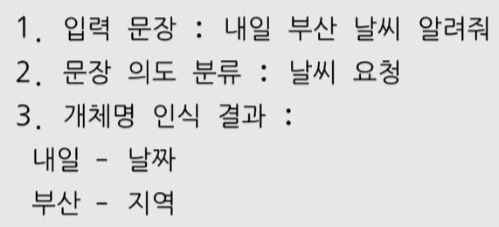 1. 입력 문장 : 내일 부산 날씨 알려줘
2. 문장 의도 분류 : 날씨 요청
3. 개체명 인식 결과 :
내일 - 날짜
부산 - 지역